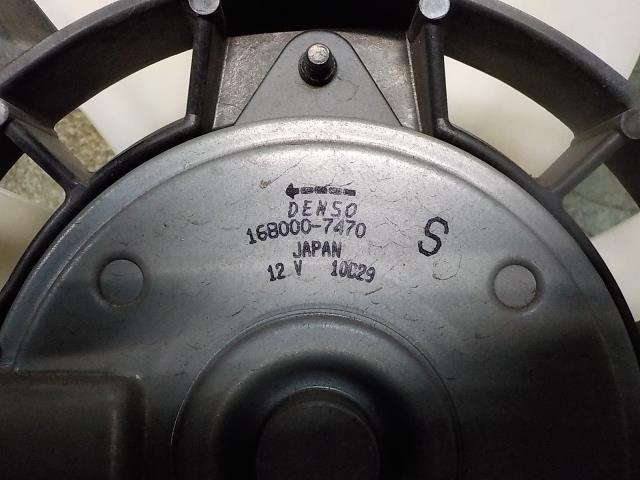 DENSO
168000-7470
S
JAPAN
12 V 10C29